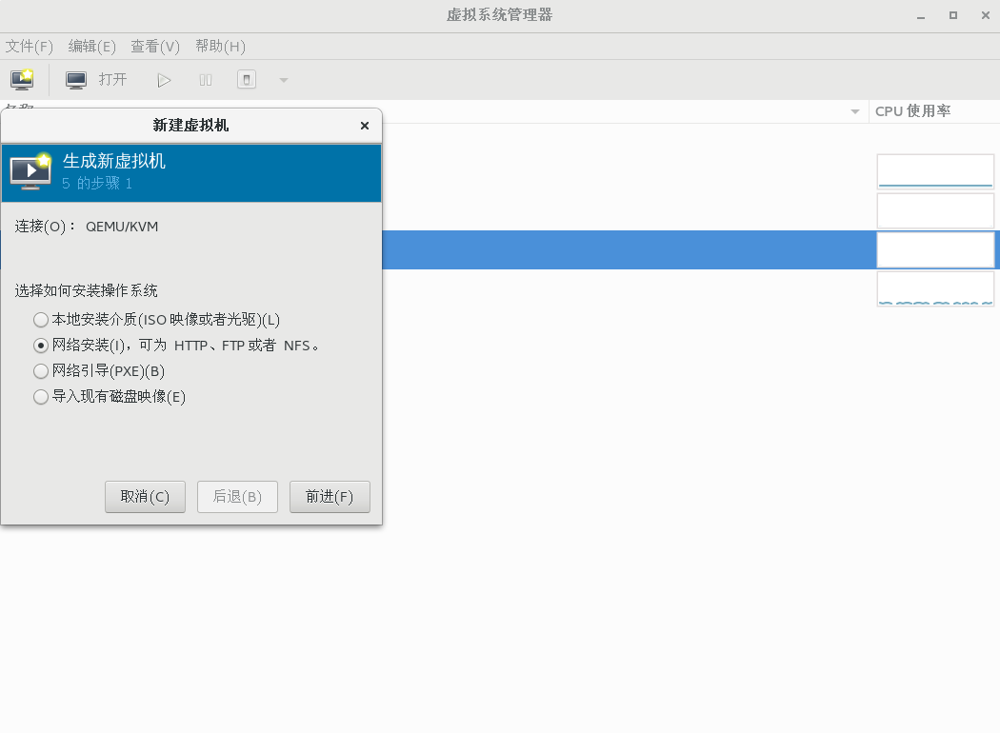 虚拟系统管理器
文件(F) 编辑(E) 查看(V) 帮助(H)
打开
名称 CPU 使用率
新建虚拟机
生成新虚拟机
5 的步骤 1
连接(O): QEMU/KVM
选择如何安装操作系统
本地安装介质(ISO 映像或者光驱)(L)
网络安装(I)，可为 HTTP、FTP 或者 NFS。
网络引导(PXE)(B)
导入现有磁盘映像(E)
取消(C) 后退(B) 前进(F)